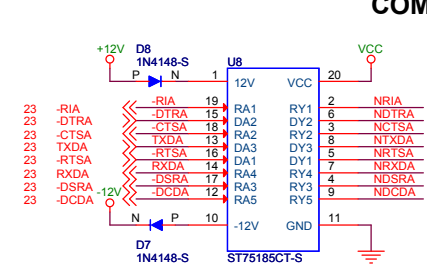 COM
+12V D8 VCC
1N4148-S U8
P N 1 12V VCC 20
23 -RIA -RIA 19 RA1 RY1 2 NRIA
23 -DTRA -DTRA 15 DA2 DY2 6 NDTRA
23 -CTSA -CTSA 18 RA2 RY2 3 NCTSA
23 TXDA TXDA 13 DA3 DY3 8 NTXDA
23 -RTSA -RTSA 16 DA1 DY1 5 NRTSA
23 RXDA RXDA 14 RA4 RY4 7 NRXDA
23 -DSRA -DSRA 17 RA3 RY3 4 NDSRA
23 -DCDA -DCDA 12 RA5 RY5 9 NDCDA
-12V
N P 10 -12V GND 11
D7
1N4148-S ST75185CT-S